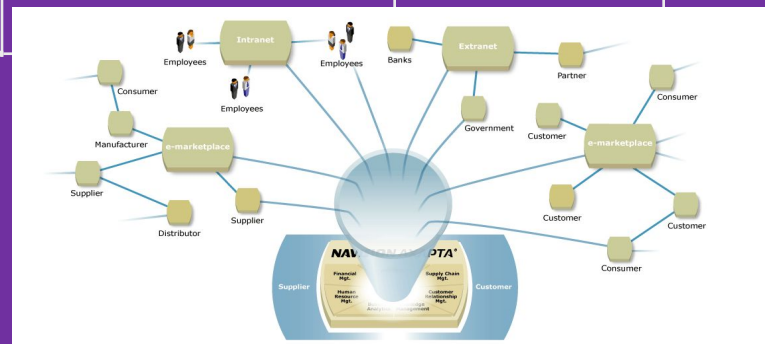 Intranet
Extranet
Employees
Employees
Employees
Banks
Partner
Consumer
Consumer
Manufacturer
e-marketplace
Government
Customer
e-marketplace
Supplier
Supplier
Distributor
Customer
Customer
Consumer
Financial
Mgt.
Supply Chain
Mgt.
Supplier
Human
Resource
Mgt.
Customer
Relationship
Mgt.
Customer